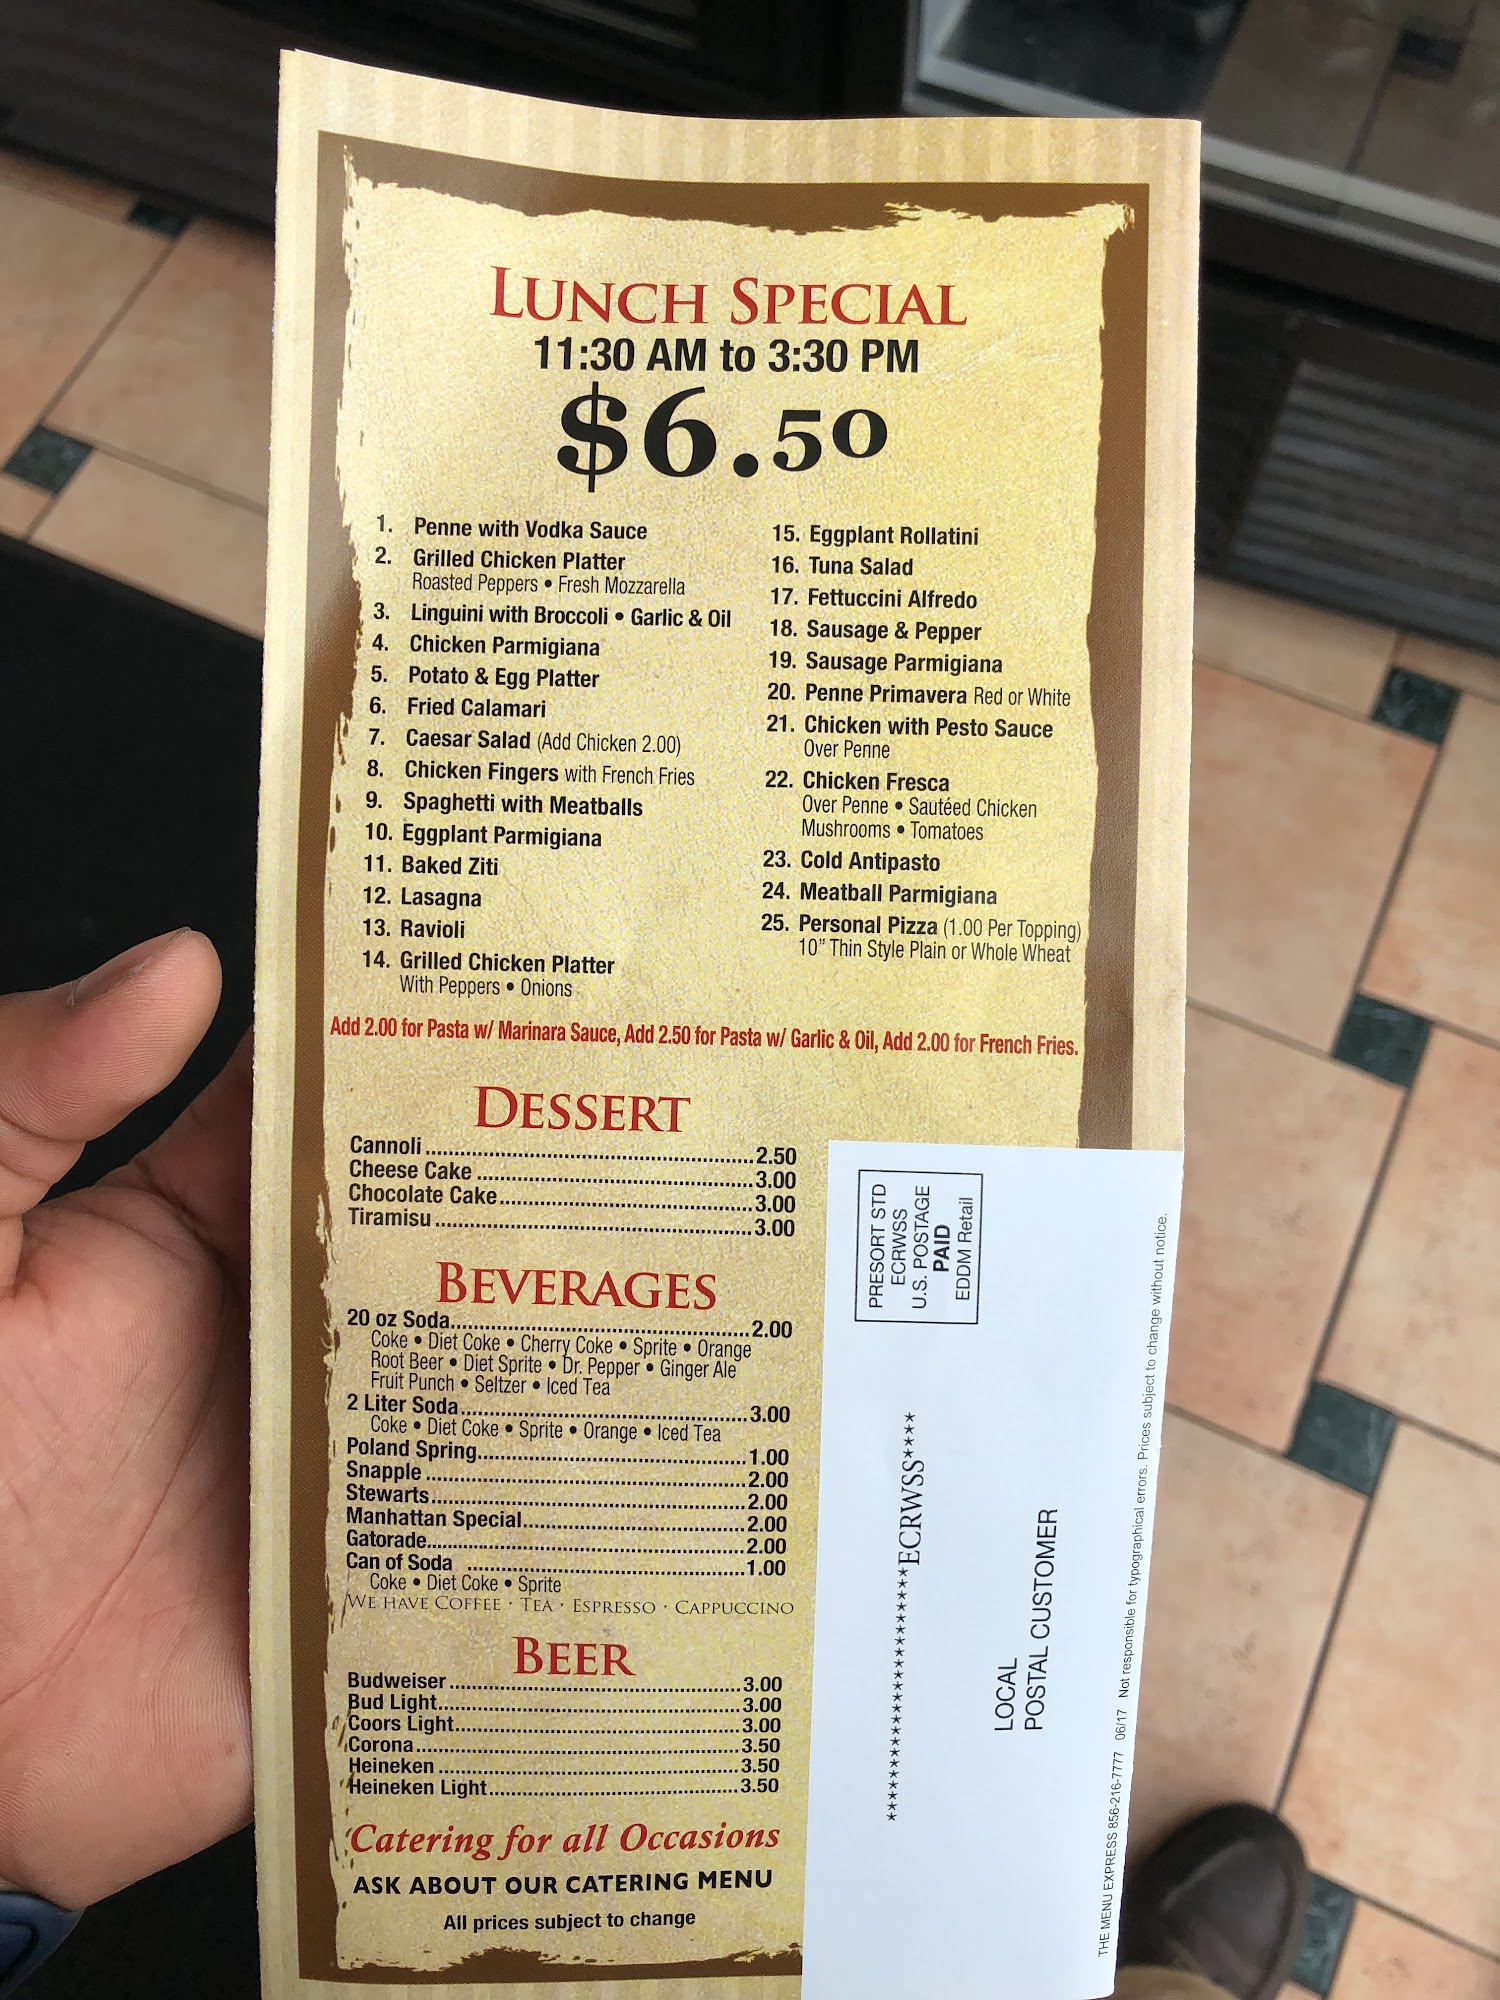 LUNCH SPECIAL
11:30 AM to 3:30 PM
$6.50
1. Penne with Vodka Sauce
2. Grilled Chicken Platter
Roasted Peppers • Fresh Mozzarella
3. Linguini with Broccoli • Garlic & Oil
4. Chicken Parmigiana
5. Potato & Egg Platter
6. Fried Calamari
7. Caesar Salad (Add Chicken 2.00)
8. Chicken Fingers with French Fries
9. Spaghetti with Meatballs
10. Eggplant Parmigiana
11. Baked Ziti
12. Lasagna
13. Ravioli
14. Grilled Chicken Platter
With Peppers • Onions
15. Eggplant Rollatini
16. Tuna Salad
17. Fettuccini Alfredo
18. Sausage & Pepper
19. Sausage Parmigiana
20. Penne Primavera Red or White
21. Chicken with Pesto Sauce
Over Penne
22. Chicken Fresca
Over Penne • Sautéed Chicken
Mushrooms • Tomatoes
23. Cold Antipasto
24. Meatball Parmigiana
25. Personal Pizza (1.00 Per Topping)
10" Thin Style Plain or Whole Wheat
Add 2.00 for Pasta w/ Marinara Sauce, Add 2.50 for Pasta w/ Garlic & Oil, Add 2.00 for French Fries.
DESSERT
Cannoli ........ 2.50
Cheese Cake ........ 3.00
Chocolate Cake ........ 3.00
Tiramisu ........ 3.00
BEVERAGES
20 oz Soda ........ 2.00
Coke • Diet Coke • Cherry Coke • Sprite • Orange
Root Beer • Diet Sprite • Dr. Pepper • Ginger Ale
Fruit Punch • Seltzer • Iced Tea
2 Liter Soda ........ 3.00
Coke • Diet Coke • Sprite • Orange • Iced Tea
Poland Spring ........ 1.00
Snapple ........ 2.00
Stewarts ........ 2.00
Manhattan Special ........ 2.00
Gatorade ........ 2.00
Can of Soda ........ 1.00
Coke • Diet Coke • Sprite
WE HAVE COFFEE · TEA · ESPRESSO · CAPPUCCINO
BEER
Budweiser ........ 3.00
Bud Light ........ 3.00
Coors Light ........ 3.00
Corona ........ 3.50
Heineken ........ 3.50
Heineken Light ........ 3.50
Catering for all Occasions
ASK ABOUT OUR CATERING MENU
All prices subject to change
PRESORT STD
ECRWSS
U.S. POSTAGE
PAID
EDDM Retail
**********************ECRWSS****
LOCAL
POSTAL CUSTOMER
THE MENU EXPRESS 856-216-7777 06/17 Not responsible for typographical errors. Prices subject to change without notice.